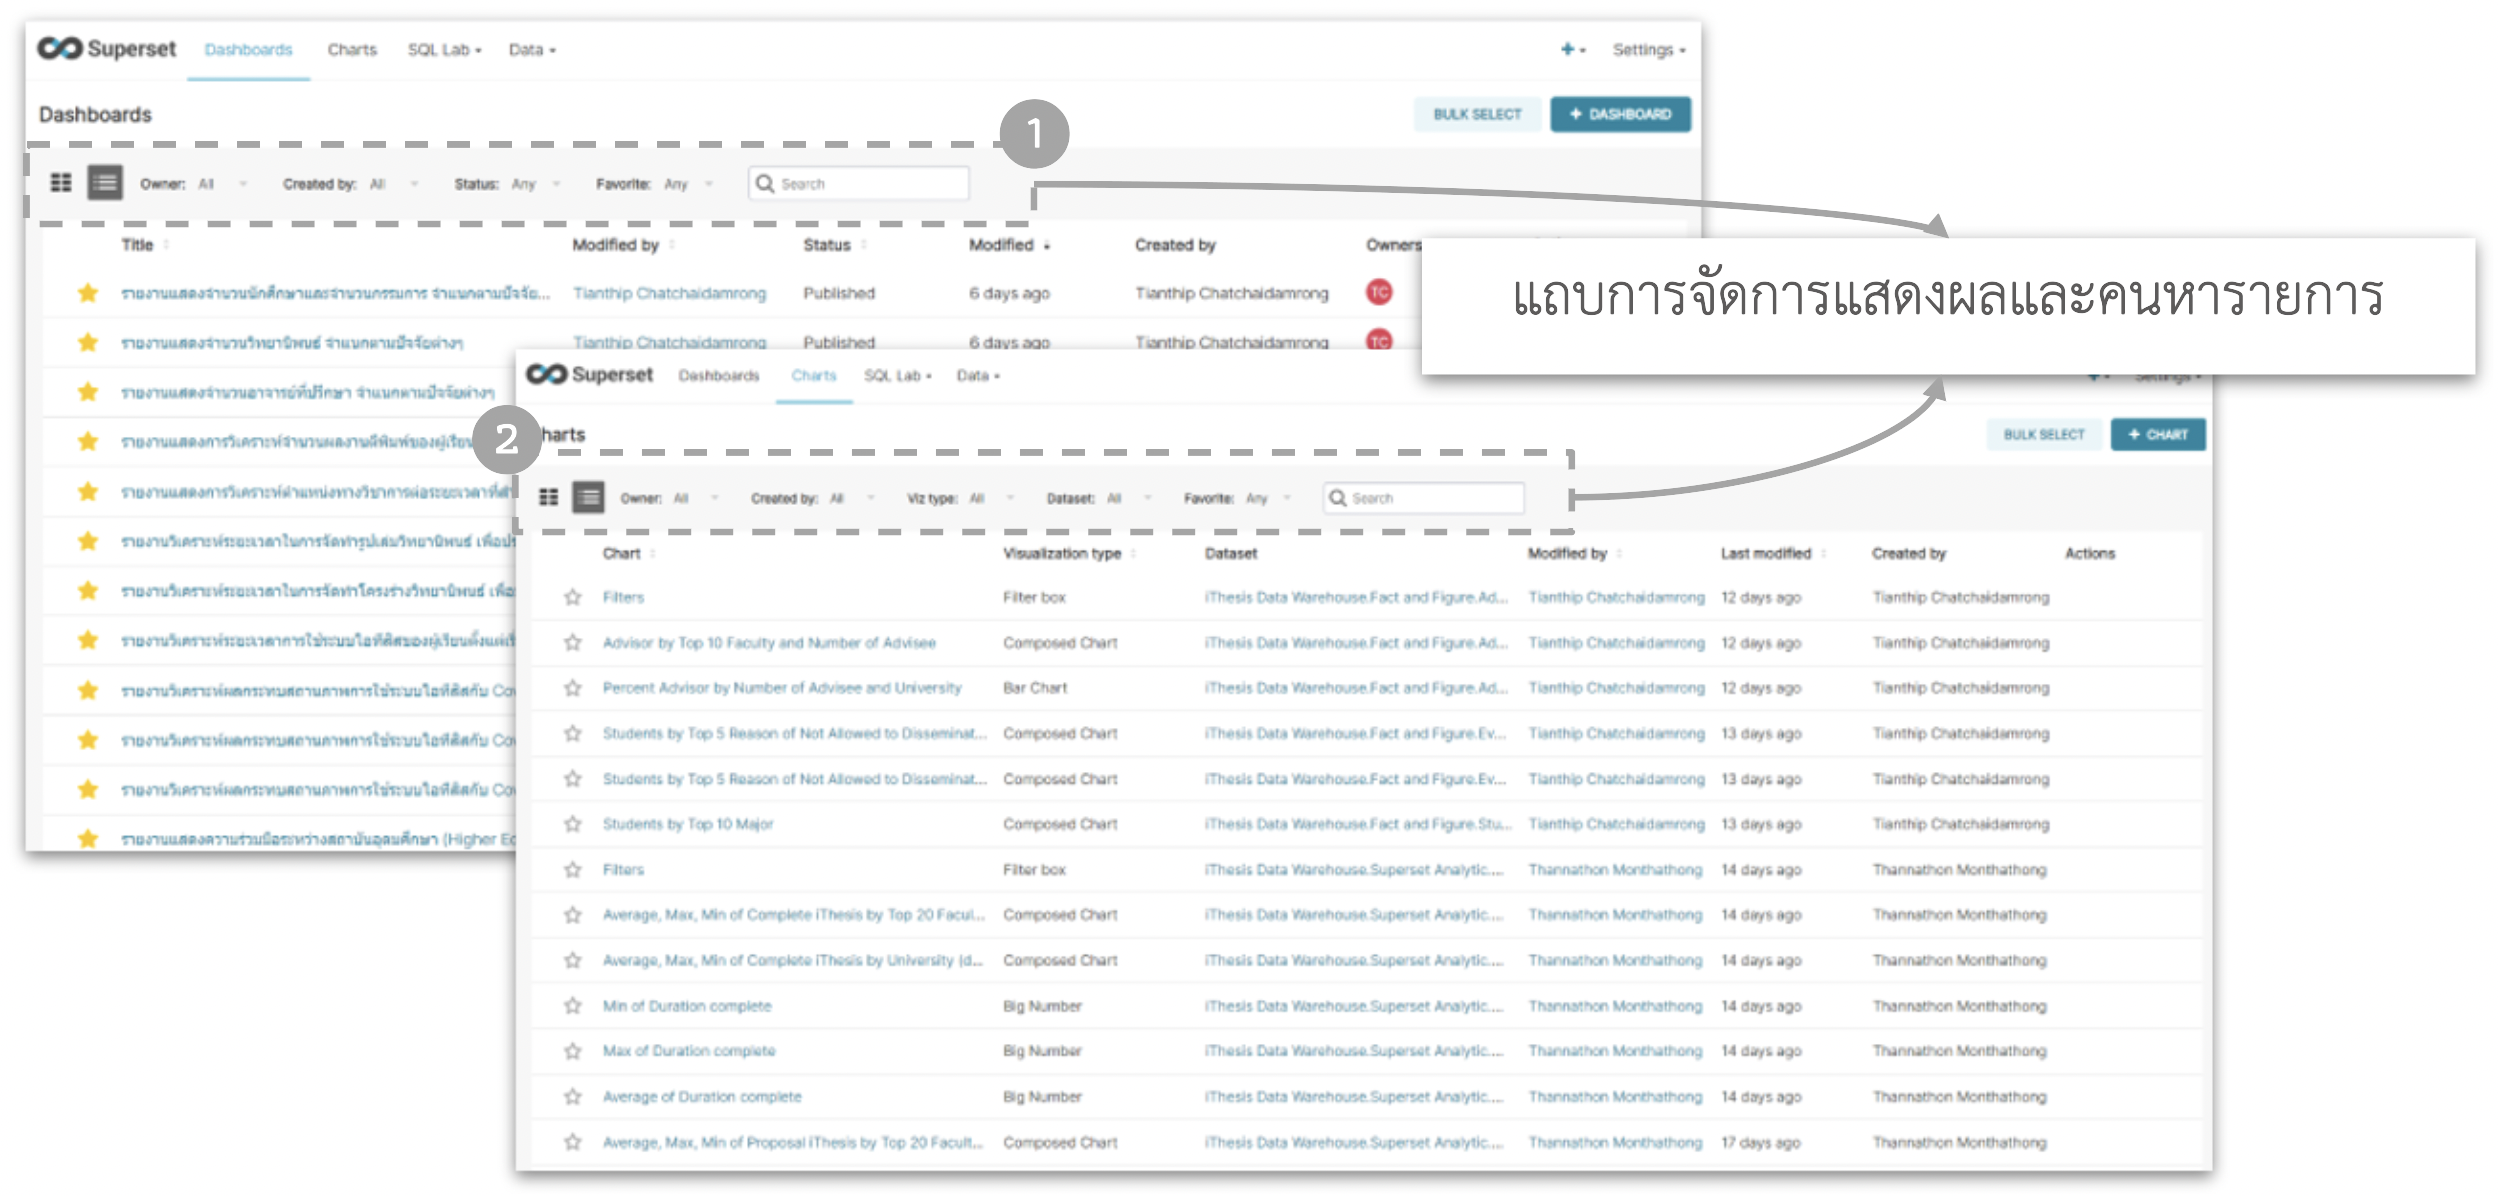 Superset Dashboards Charts SQL Lab Data + Settings
Dashboards BULK SELECT + DASHBOARD
1
Owner: All Created by: All Status: Any Favorite: Any Search
Title Modified by Status Modified Created by Owners
รายงานแสดงจำนวนนักศึกษาและจำนวนกรรมการ จำแนกตามปัจจัย... Tianthip Chatchaidamrong Published 6 days ago Tianthip Chatchaidamrong TC
รายงานแสดงจำนวนวิทยานิพนธ์ จำแนกตามปัจจัยต่างๆ Tianthip Chatchaidamrong Published 6 days ago Tianthip Chatchaidamrong TC
รายงานแสดงจำนวนอาจารย์ที่ปรึกษา จำแนกตามปัจจัยต่างๆ
รายงานแสดงการวิเคราะห์จำนวนผลงานตีพิมพ์ของผู้เรียน
รายงานแสดงการวิเคราะห์ตำแหน่งทางวิชาการต่อระยะเวลาที่
รายงานวิเคราะห์ระยะเวลาในการจัดทำรูปเล่มวิทยานิพนธ์
รายงานวิเคราะห์ระยะเวลาในการจัดทำโครงร่างวิทยานิพนธ์
รายงานวิเคราะห์ระยะเวลาการใช้ระบบไอทีสิสของผู้เรียนตั้งแต่
รายงานวิเคราะห์ผลกระทบสถานภาพการใช้ระบบไอทีสิสกับ
รายงานวิเคราะห์ผลกระทบสถานภาพการใช้ระบบไอทีสิสกับ
รายงานวิเคราะห์ผลกระทบสถานภาพการใช้ระบบไอทีสิสกับ
รายงานแสดงความร่วมมือระหว่างสถาบันอุดมศึกษา (Higher
แถบการจัดการแสดงผลและคนหารายการ
Superset Dashboards Charts SQL Lab Data Settings
2
harts BULK SELECT + CHART
Owner: All Created by: All Viz type: All Dataset: All Favorite: Any Search
Chart Visualization type Dataset Modified by Last modified Created by Actions
Filters Filter box iThesis Data Warehouse.Fact and Figure.Ad... Tianthip Chatchaidamrong 12 days ago Tianthip Chatchaidamrong
Advisor by Top 10 Faculty and Number of Advisee Composed Chart iThesis Data Warehouse.Fact and Figure.Ad... Tianthip Chatchaidamrong 12 days ago Tianthip Chatchaidamrong
Percent Advisor by Number of Advisee and University Bar Chart iThesis Data Warehouse.Fact and Figure.Ad... Tianthip Chatchaidamrong 12 days ago Tianthip Chatchaidamrong
Students by Top 5 Reason of Not Allowed to Disseminat... Composed Chart iThesis Data Warehouse.Fact and Figure.Ev... Tianthip Chatchaidamrong 13 days ago Tianthip Chatchaidamrong
Students by Top 5 Reason of Not Allowed to Disseminat... Composed Chart iThesis Data Warehouse.Fact and Figure.Ev... Tianthip Chatchaidamrong 13 days ago Tianthip Chatchaidamrong
Students by Top 10 Major Composed Chart iThesis Data Warehouse.Fact and Figure.Stu... Tianthip Chatchaidamrong 13 days ago Tianthip Chatchaidamrong
Filters Filter box iThesis Data Warehouse.Superset Analytic.... Thannathon Monthathong 14 days ago Thannathon Monthathong
Average, Max, Min of Complete iThesis by Top 20 Facul... Composed Chart iThesis Data Warehouse.Superset Analytic.... Thannathon Monthathong 14 days ago Thannathon Monthathong
Average, Max, Min of Complete iThesis by University (d... Composed Chart iThesis Data Warehouse.Superset Analytic.... Thannathon Monthathong 14 days ago Thannathon Monthathong
Min of Duration complete Big Number iThesis Data Warehouse.Superset Analytic.... Thannathon Monthathong 14 days ago Thannathon Monthathong
Max of Duration complete Big Number iThesis Data Warehouse.Superset Analytic.... Thannathon Monthathong 14 days ago Thannathon Monthathong
Average of Duration complete Big Number iThesis Data Warehouse.Superset Analytic.... Thannathon Monthathong 14 days ago Thannathon Monthathong
Average, Max, Min of Proposal iThesis by Top 20 Facult... Composed Chart iThesis Data Warehouse.Superset Analytic.... Thannathon Monthathong 17 days ago Thannathon Monthathong